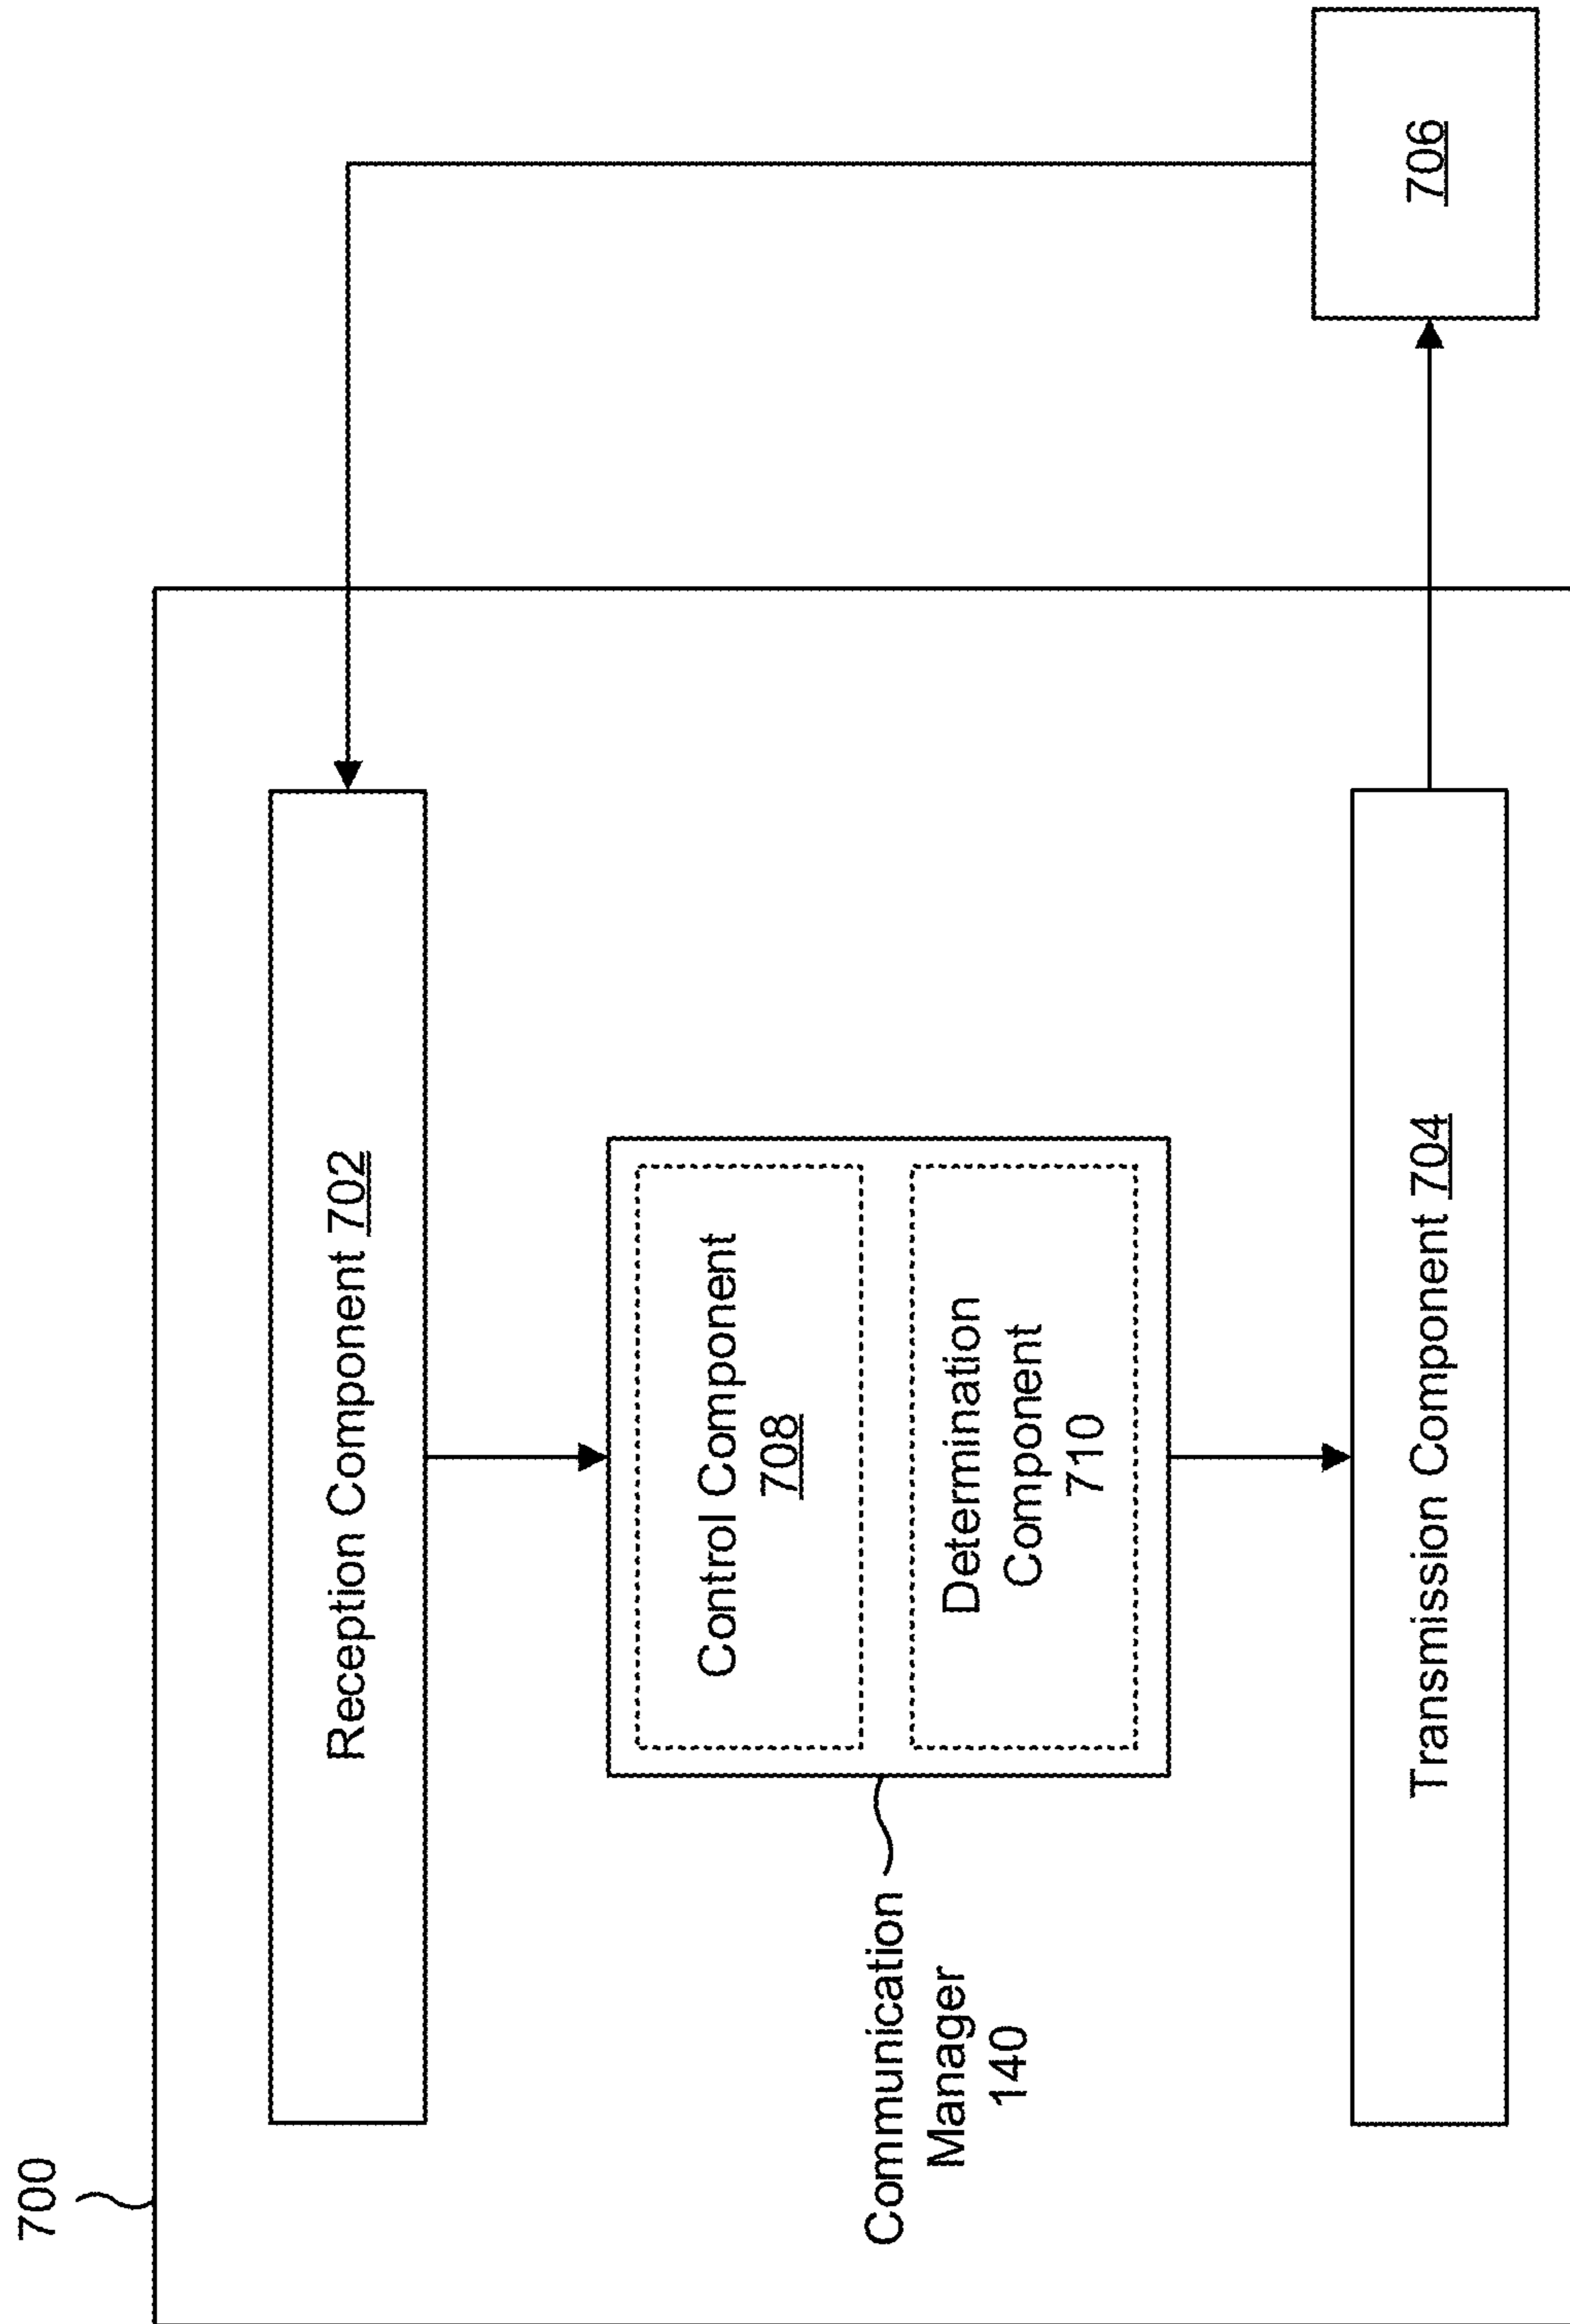 700
Reception Component 702
706
Control Component
708
Communication
Manager
140
Determination
Component
710
Transmission Component 704